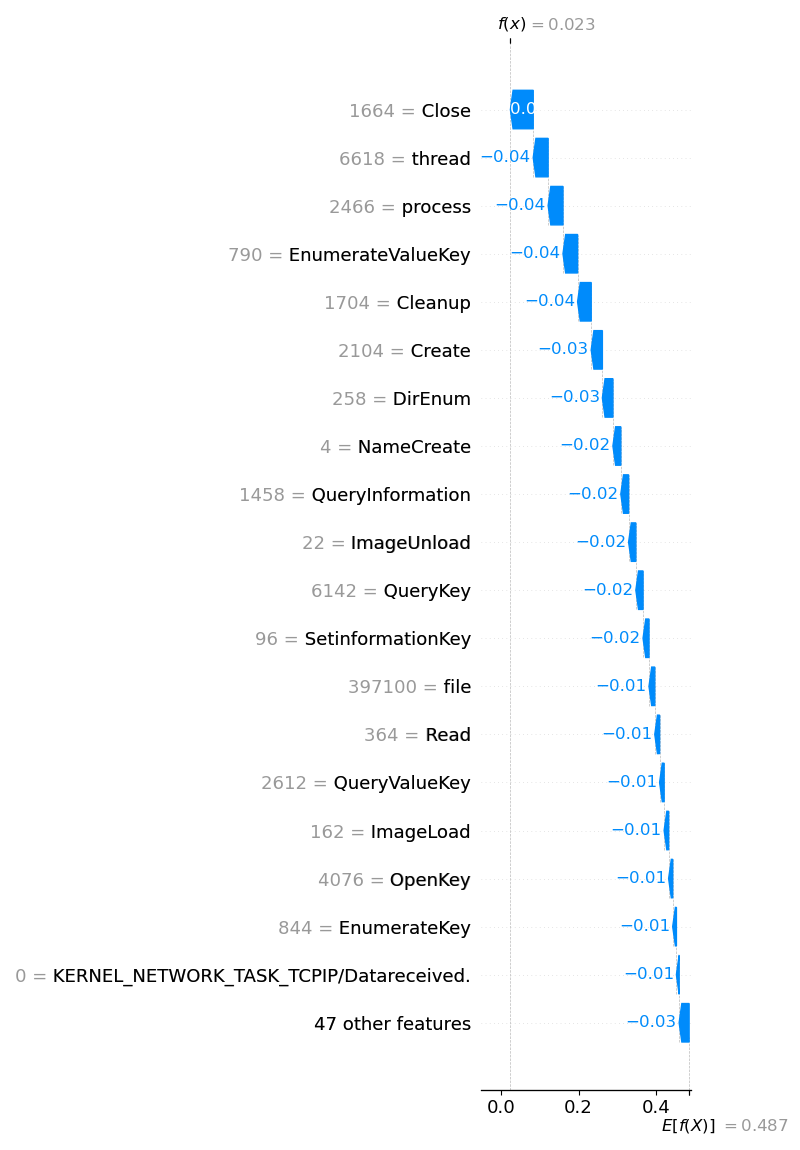 f(x) = 0.023
1664 = Close
6618 = thread −0.04
2466 = process −0.04
790 = EnumerateValueKey −0.04
1704 = Cleanup −0.04
2104 = Create −0.03
258 = DirEnum −0.03
4 = NameCreate −0.02
1458 = QueryInformation −0.02
22 = ImageUnload −0.02
6142 = QueryKey −0.02
96 = SetinformationKey −0.02
397100 = file −0.01
364 = Read −0.01
2612 = QueryValueKey −0.01
162 = ImageLoad −0.01
4076 = OpenKey −0.01
844 = EnumerateKey −0.01
0 = KERNEL_NETWORK_TASK_TCPIP/Datareceived. −0.01
47 other features −0.03
0.0 0.2 0.4
E[f(X)] = 0.487